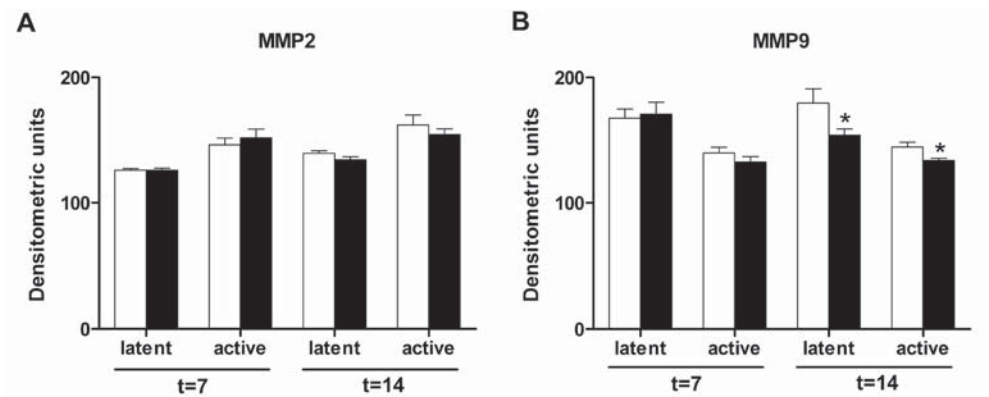 A
MMP2
Densitometric units
200
100
0
latent active latent active
t=7 t=14
B
MMP9
Densitometric units
200
100
0
* *
latent active latent active
t=7 t=14